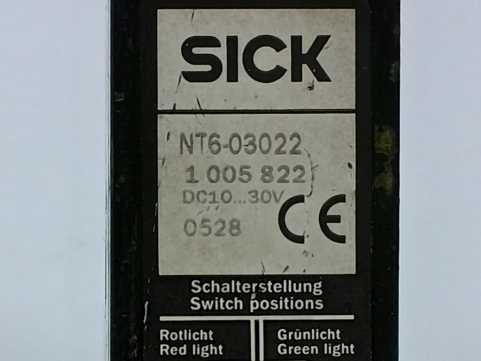 SICK
NT6-03022
1 005 822
DC10...30V
CE
0528
Schalterstellung
Switch positions
Rotlicht
Red light
Grünlicht
Green light